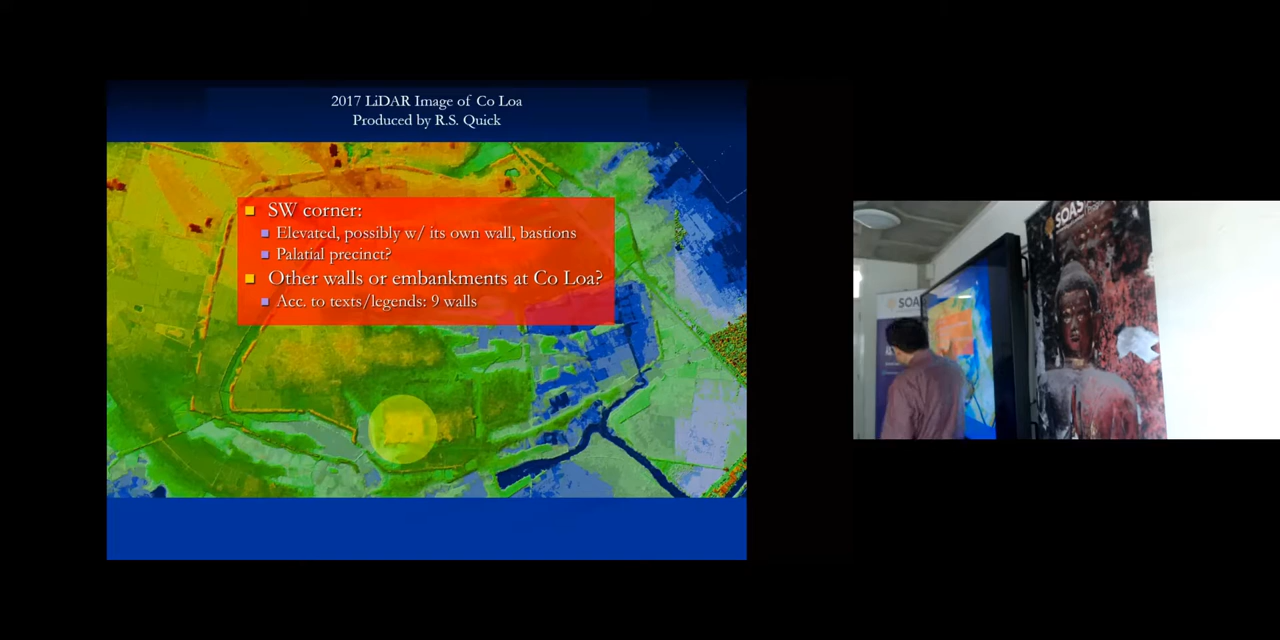 2017 LiDAR Image of Co Loa
Produced by R.S. Quick
SW corner:
Elevated, possibly w/ its own wall, bastions
Palatial precinct?
Other walls or embankments at Co Loa?
Acc. to texts/legends: 9 walls
SOAS
SOAS